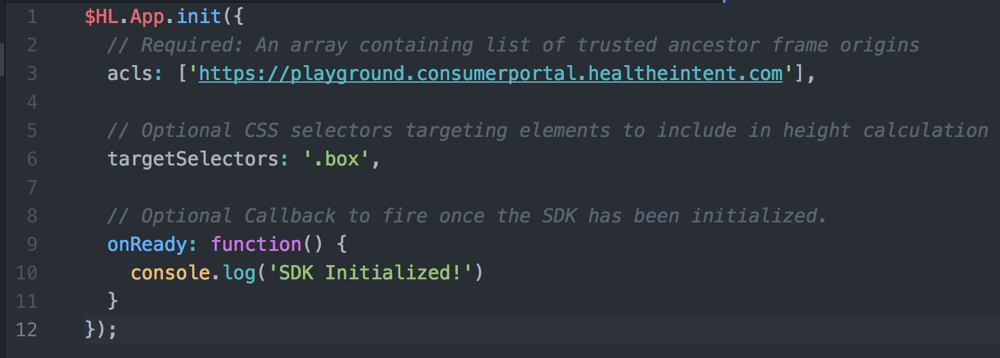 1 $HL.App.init({
2 // Required: An array containing list of trusted ancestor frame origins
3 acls: ['https://playground.consumerportal.healtheintent.com'],
4
5 // Optional CSS selectors targeting elements to include in height calculation
6 targetSelectors: '.box',
7
8 // Optional Callback to fire once the SDK has been initialized.
9 onReady: function() {
10 console.log('SDK Initialized!')
11 }
12 });